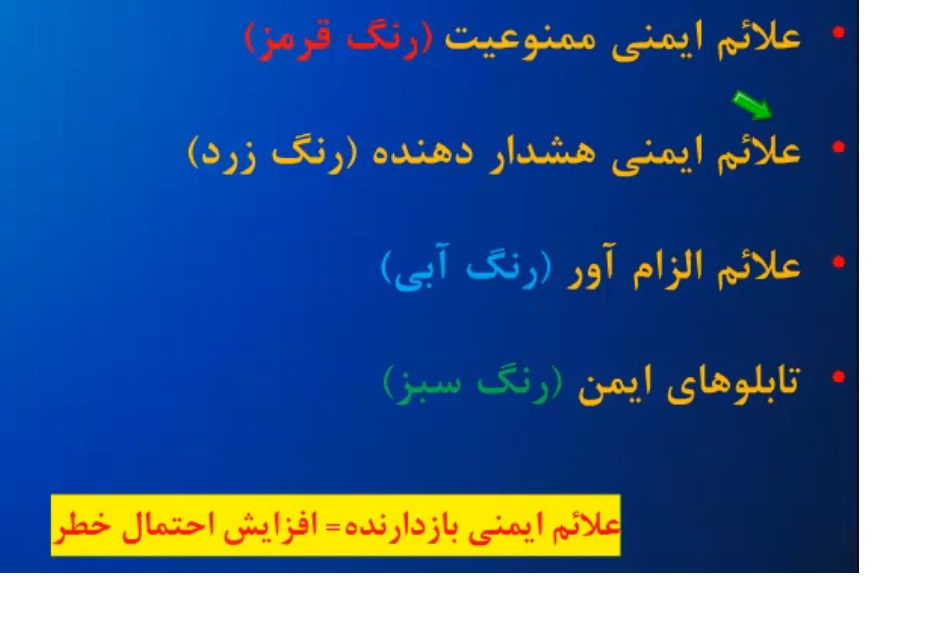 علائم ایمنی ممنوعیت (رنگ قرمز)
علائم ایمنی هشدار دهنده (رنگ زرد)
علائم الزام آور (رنگ آبی)
تابلوهای ایمن (رنگ سبز)
علائم ایمنی بازدارنده= افزایش احتمال خطر